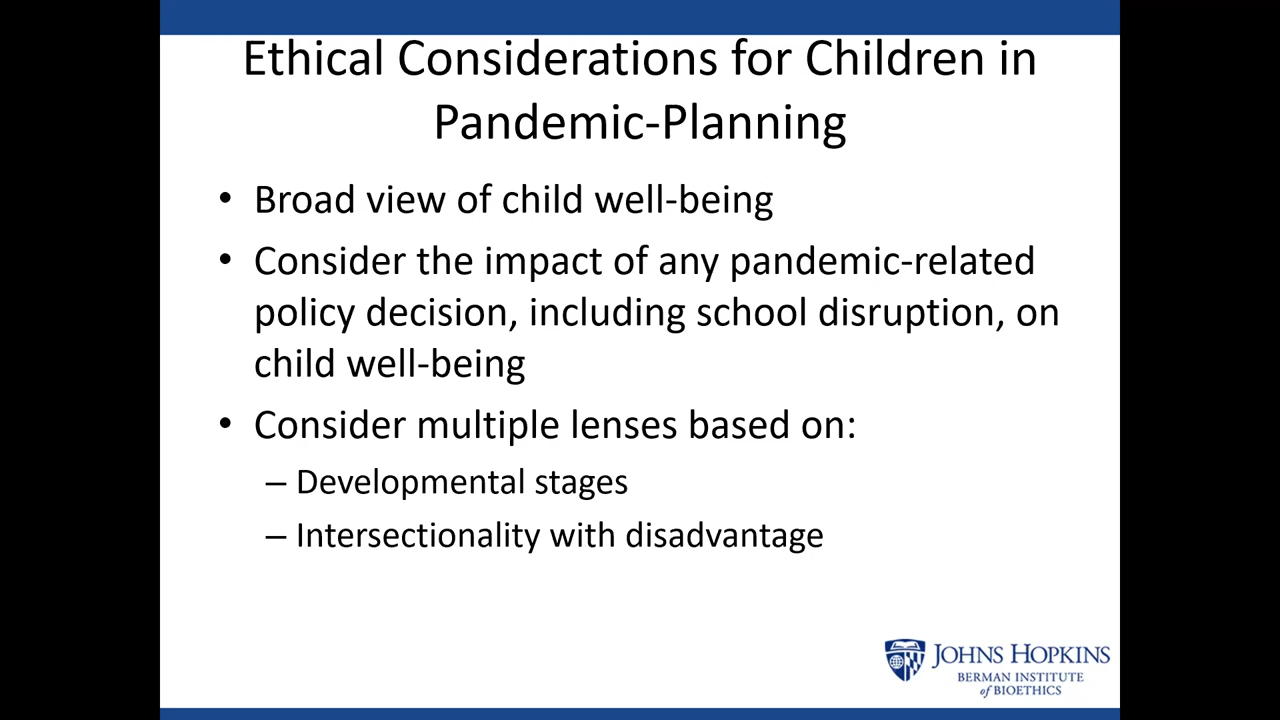 Ethical Considerations for Children in
Pandemic-Planning
• Broad view of child well-being
• Consider the impact of any pandemic-related
policy decision, including school disruption, on
child well-being
• Consider multiple lenses based on:
– Developmental stages
– Intersectionality with disadvantage
JOHNS HOPKINS
BERMAN INSTITUTE
of BIOETHICS